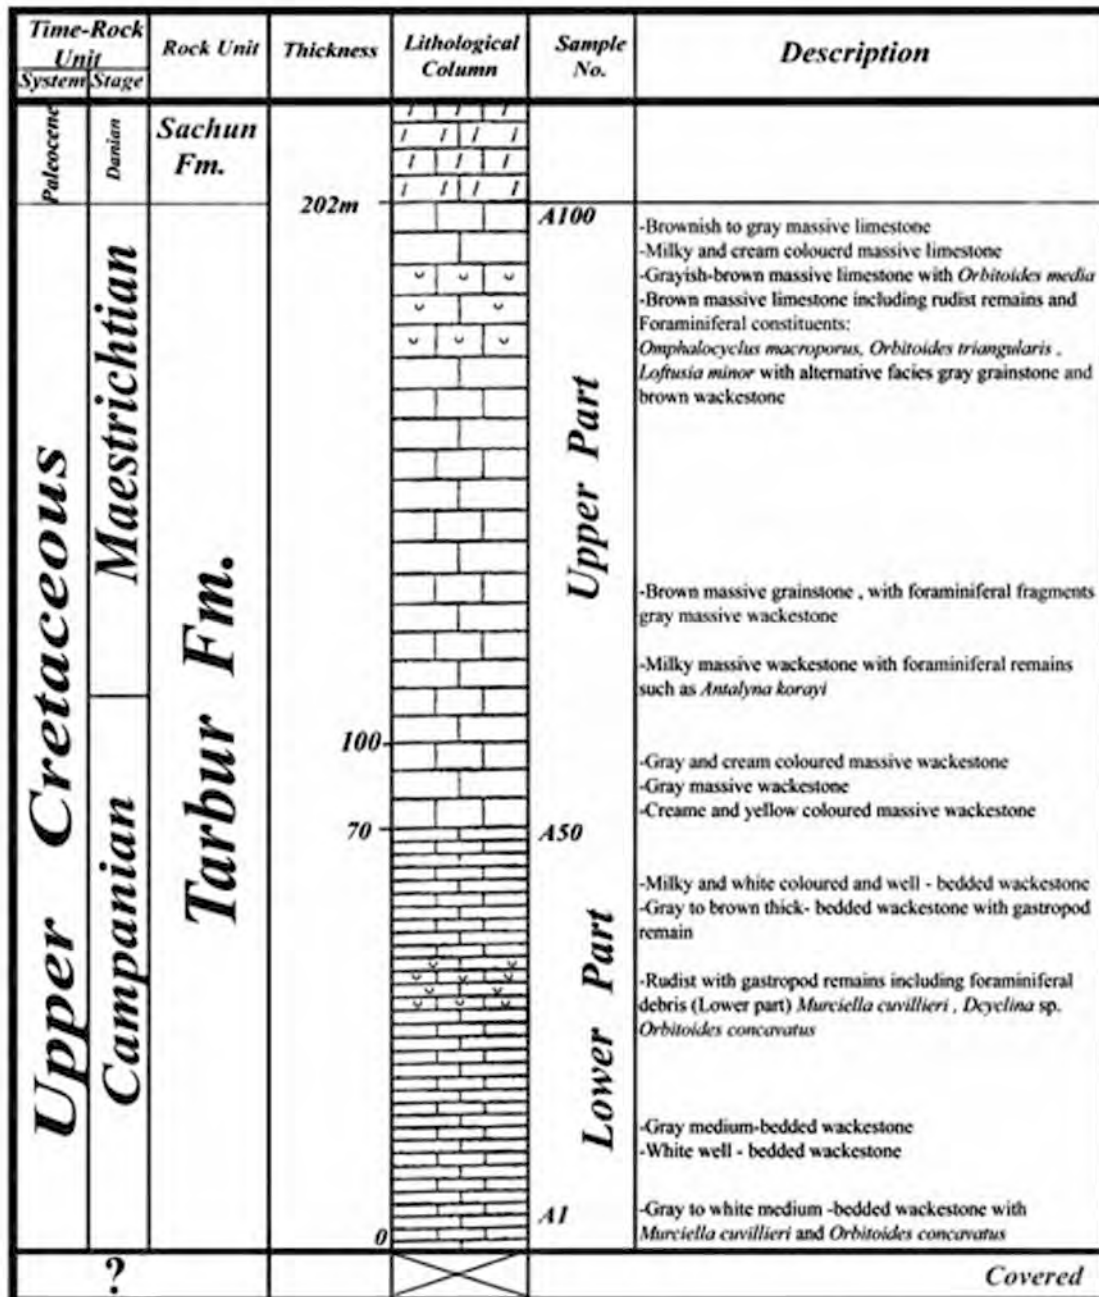 Time-Rock
Unit
System Stage
Rock Unit
Thickness
Lithological
Column
Sample
No.
Description
Paleocene
Danian
Sachun
Fm.
202m
A100
-Brownish to gray massive limestone
-Milky and cream colouerd massive limestone
-Grayish-brown massive limestone with Orbitoides media
-Brown massive limestone including rudist remains and
Foraminiferal constituents:
Omphalocyclus macroporus, Orbitoides triangularis ,
Loftusia minor with alternative facies gray grainstone and
brown wackestone
Upper Cretaceous
Maestrichtian
Campanian
Tarbur Fm.
Upper Part
-Brown massive grainstone , with foraminiferal fragments
gray massive wackestone
-Milky massive wackestone with foraminiferal remains
such as Antalyna korayi
100
-Gray and cream coloured massive wackestone
-Gray massive wackestone
-Creame and yellow coloured massive wackestone
70
A50
Lower Part
-Milky and white coloured and well - bedded wackestone
-Gray to brown thick- bedded wackestone with gastropod
remain
-Rudist with gastropod remains including foraminiferal
debris (Lower part) Murciella cuvillieri , Dcyclina sp.
Orbitoides concavatus
-Gray medium-bedded wackestone
-White well - bedded wackestone
A1
-Gray to white medium -bedded wackestone with
Murciella cuvillieri and Orbitoides concavatus
0
?
Covered